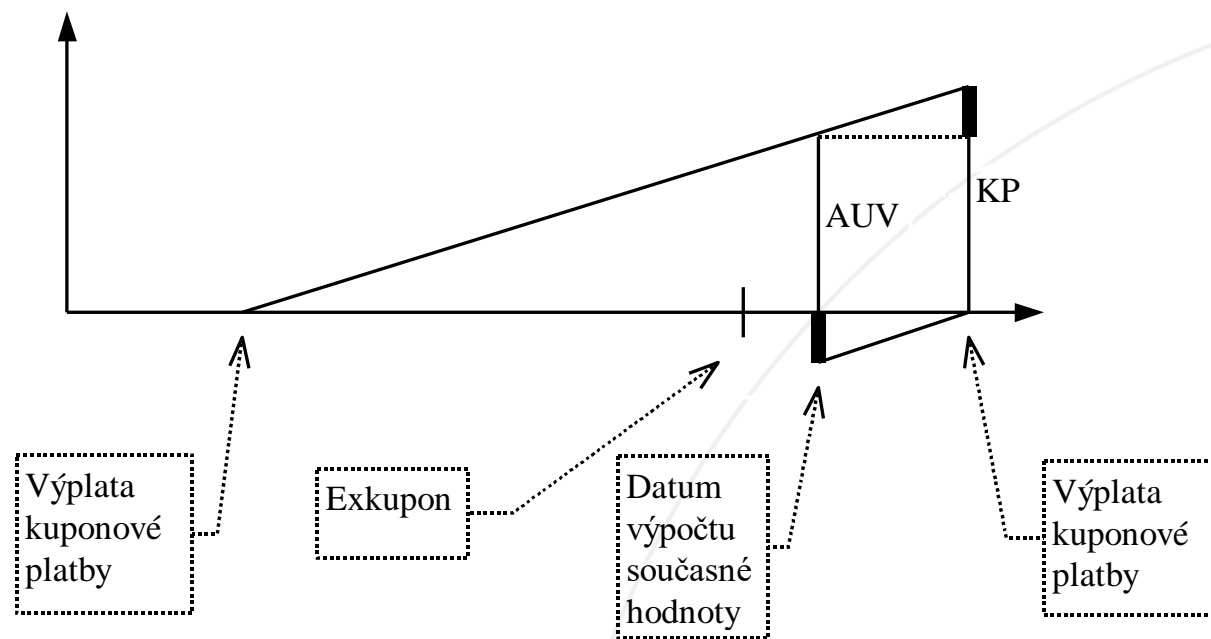 AUV
KP
Výplata
kuponové
platby
Exkupon
Datum
výpočtu
současné
hodnoty
Výplata
kuponové
platby